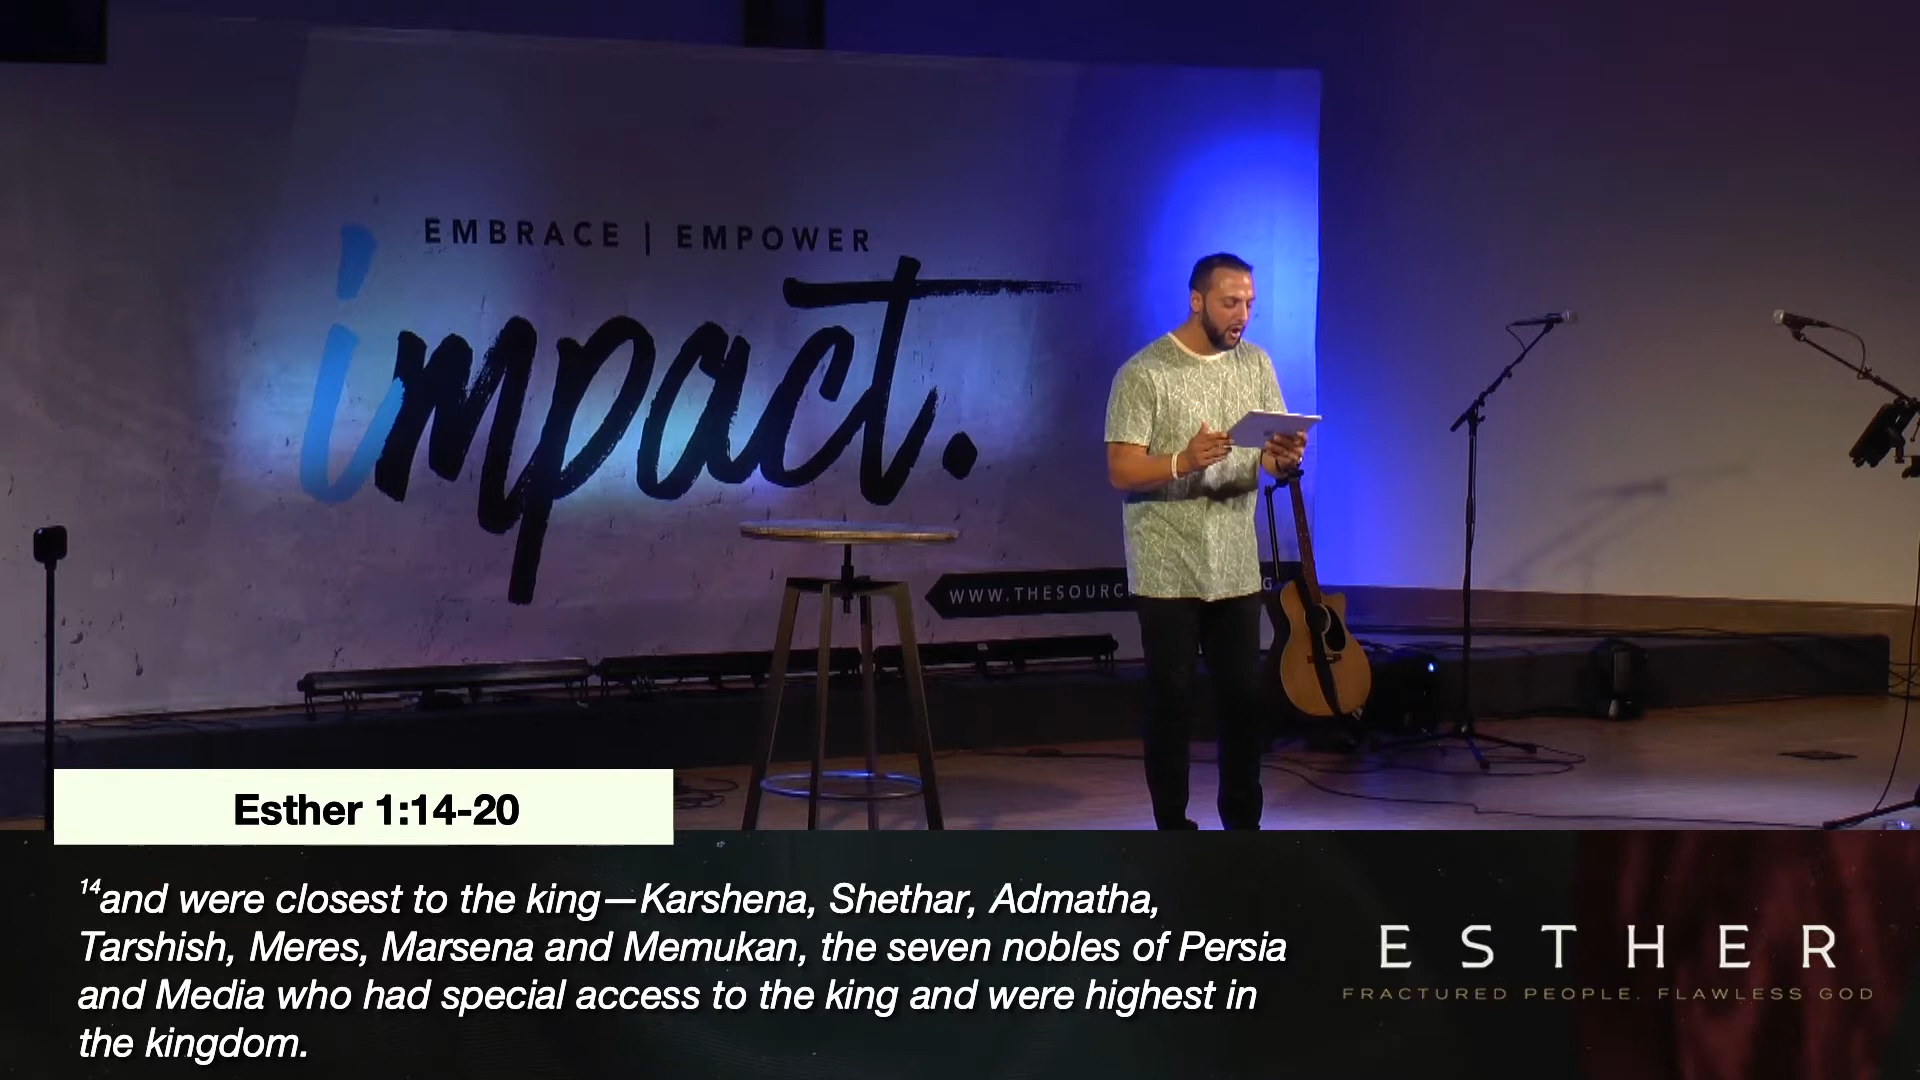 EMBRACE | EMPOWER
impact.
WWW.THESOURC
Esther 1:14-20
14and were closest to the king—Karshena, Shethar, Admatha,
Tarshish, Meres, Marsena and Memukan, the seven nobles of Persia
and Media who had special access to the king and were highest in
the kingdom.
ESTHER
FRACTURED PEOPLE. FLAWLESS GOD